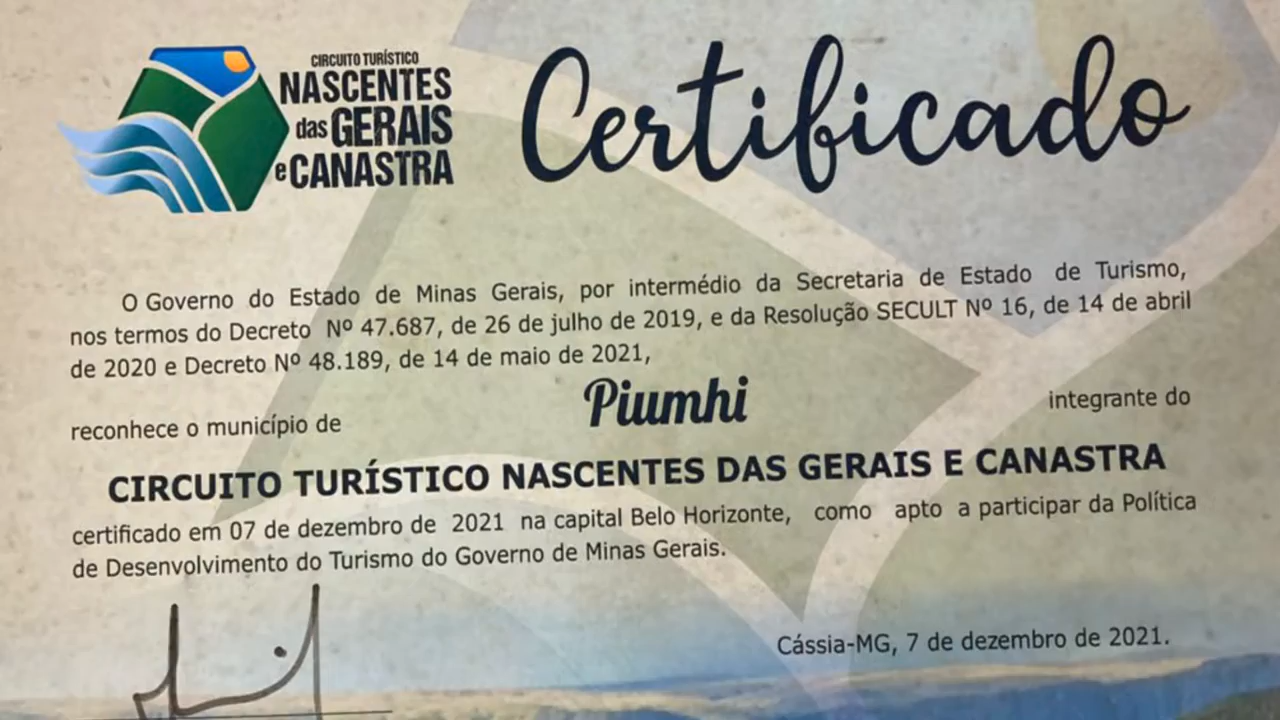 CIRCUITO TURÍSTICO
NASCENTES
das GERAIS
e CANASTRA
Certificado
O Governo do Estado de Minas Gerais, por intermédio da Secretaria de Estado de Turismo,
nos termos do Decreto Nº 47.687, de 26 de julho de 2019, e da Resolução SECULT Nº 16, de 14 de abril
de 2020 e Decreto Nº 48.189, de 14 de maio de 2021,
reconhece o município de Piumhi integrante do
CIRCUITO TURÍSTICO NASCENTES DAS GERAIS E CANASTRA
certificado em 07 de dezembro de 2021 na capital Belo Horizonte, como apto a participar da Política
de Desenvolvimento do Turismo do Governo de Minas Gerais.
Cássia-MG, 7 de dezembro de 2021.